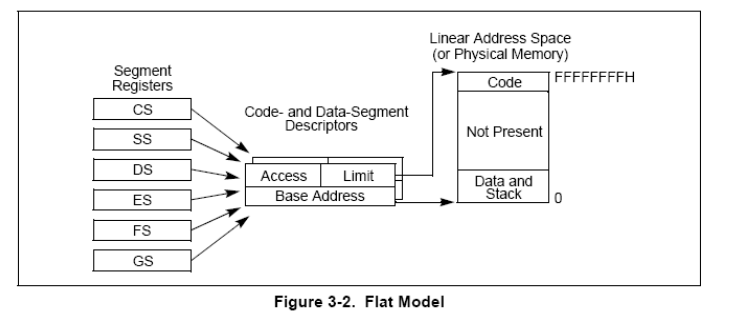 Linear Address Space
(or Physical Memory)
Segment
Registers
CS
SS
DS
ES
FS
GS
Code- and Data-Segment
Descriptors
Access
Limit
Base Address
Code
FFFFFFFFH
Not Present
Data and
Stack
0
Figure 3-2. Flat Model